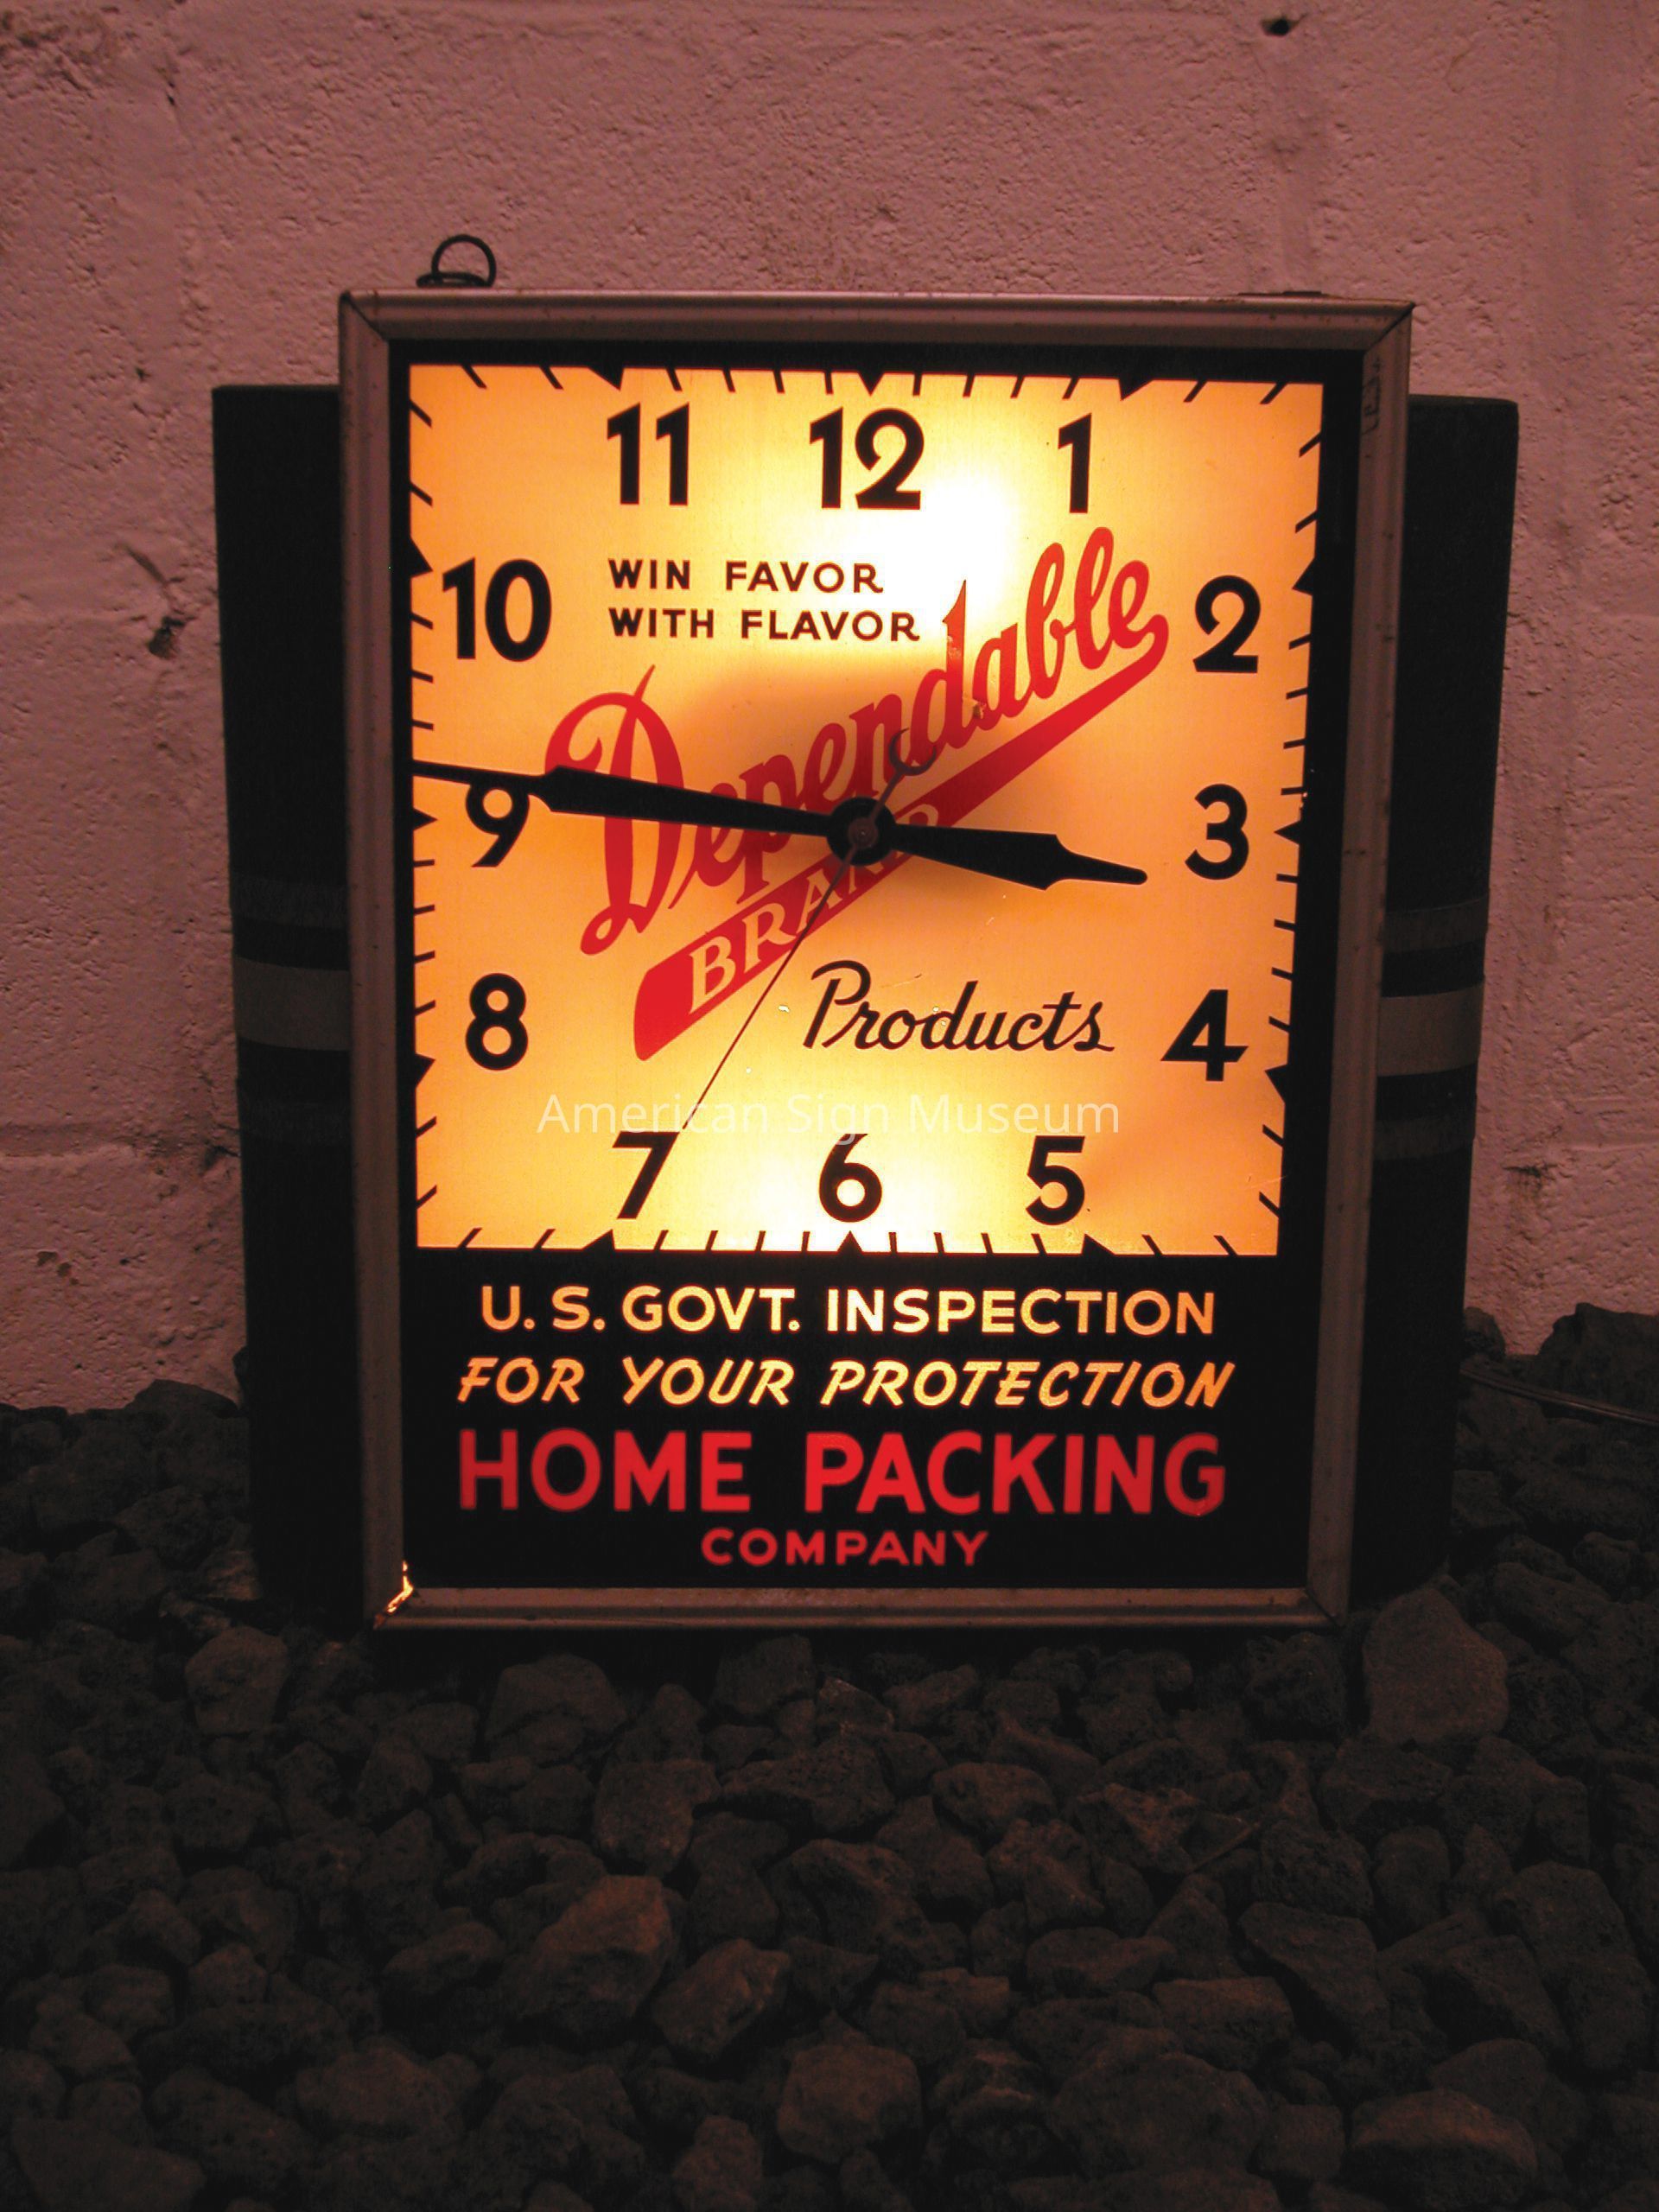 11 12 1
10 2
WIN FAVOR
WITH FLAVOR
Dependable
BRAND
9 3
Products
8 4
American Sign Museum
7 6 5
U. S. GOVT. INSPECTION
FOR YOUR PROTECTION
HOME PACKING
COMPANY